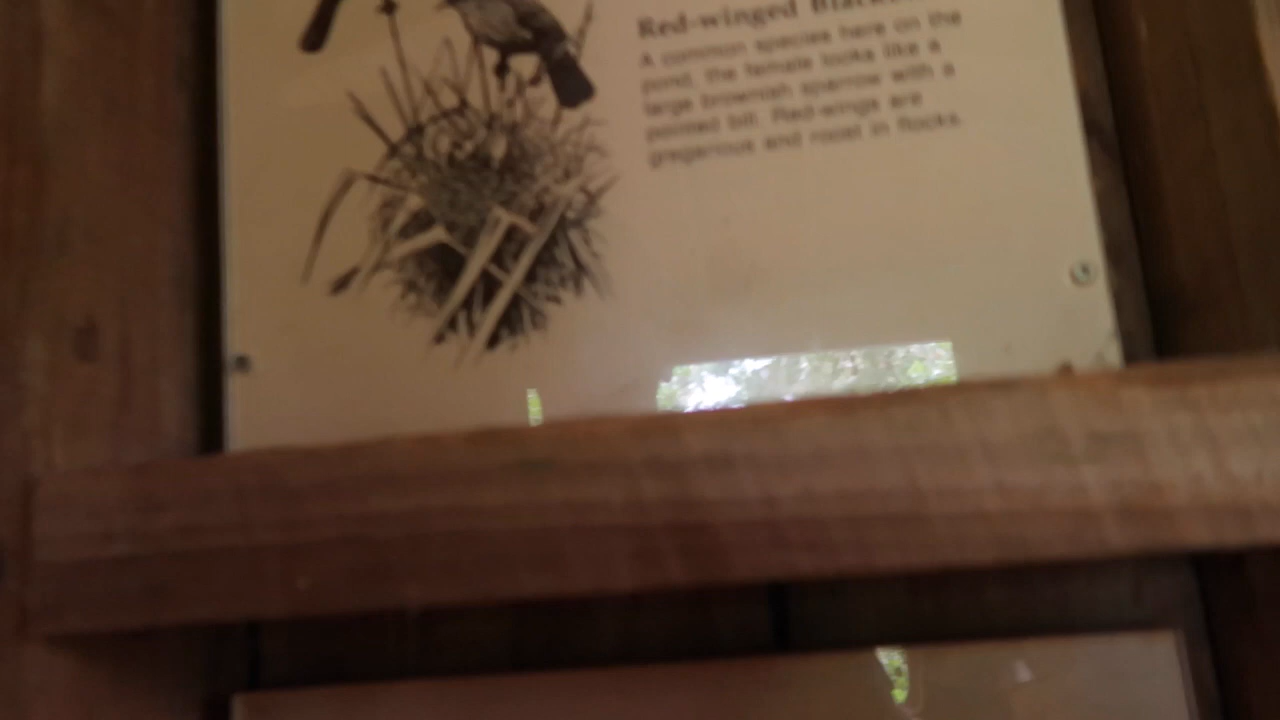 Red-winged Blackbird
A common species here on the
pond, the female looks like a
large brownish sparrow with a
pointed bill. Red-wings are
gregarious and roost in flocks.